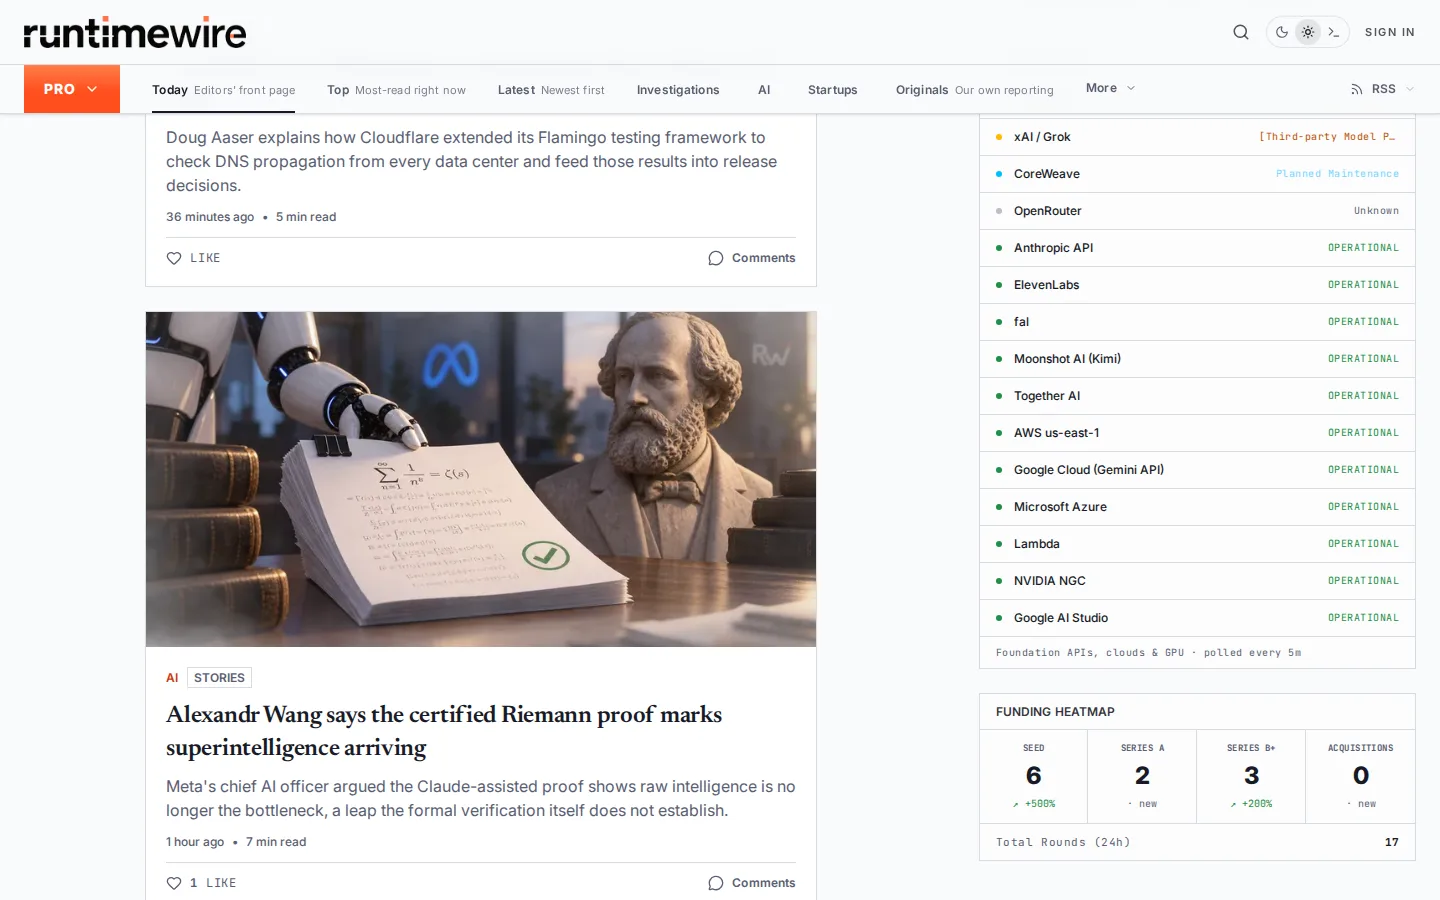 runtimewire
SIGN IN
PRO
Today Editors' front page
Top Most-read right now
Latest Newest first
Investigations
AI
Startups
Originals Our own reporting
More
RSS
Doug Aaser explains how Cloudflare extended its Flamingo testing framework to
check DNS propagation from every data center and feed those results into release
decisions.
36 minutes ago • 5 min read
LIKE
Comments
RW
∑ 1/n^s = ζ(s)
n=1
AI STORIES
Alexandr Wang says the certified Riemann proof marks
superintelligence arriving
Meta's chief AI officer argued the Claude-assisted proof shows raw intelligence is no
longer the bottleneck, a leap the formal verification itself does not establish.
1 hour ago • 7 min read
1 LIKE
Comments
xAI / Grok [Third-party Model P…
CoreWeave Planned Maintenance
OpenRouter Unknown
Anthropic API OPERATIONAL
ElevenLabs OPERATIONAL
fal OPERATIONAL
Moonshot AI (Kimi) OPERATIONAL
Together AI OPERATIONAL
AWS us-east-1 OPERATIONAL
Google Cloud (Gemini API) OPERATIONAL
Microsoft Azure OPERATIONAL
Lambda OPERATIONAL
NVIDIA NGC OPERATIONAL
Google AI Studio OPERATIONAL
Foundation APIs, clouds & GPU · polled every 5m
FUNDING HEATMAP
SEED SERIES A SERIES B+ ACQUISITIONS
6 2 3 0
↗ +500% · new ↗ +200% · new
Total Rounds (24h) 17